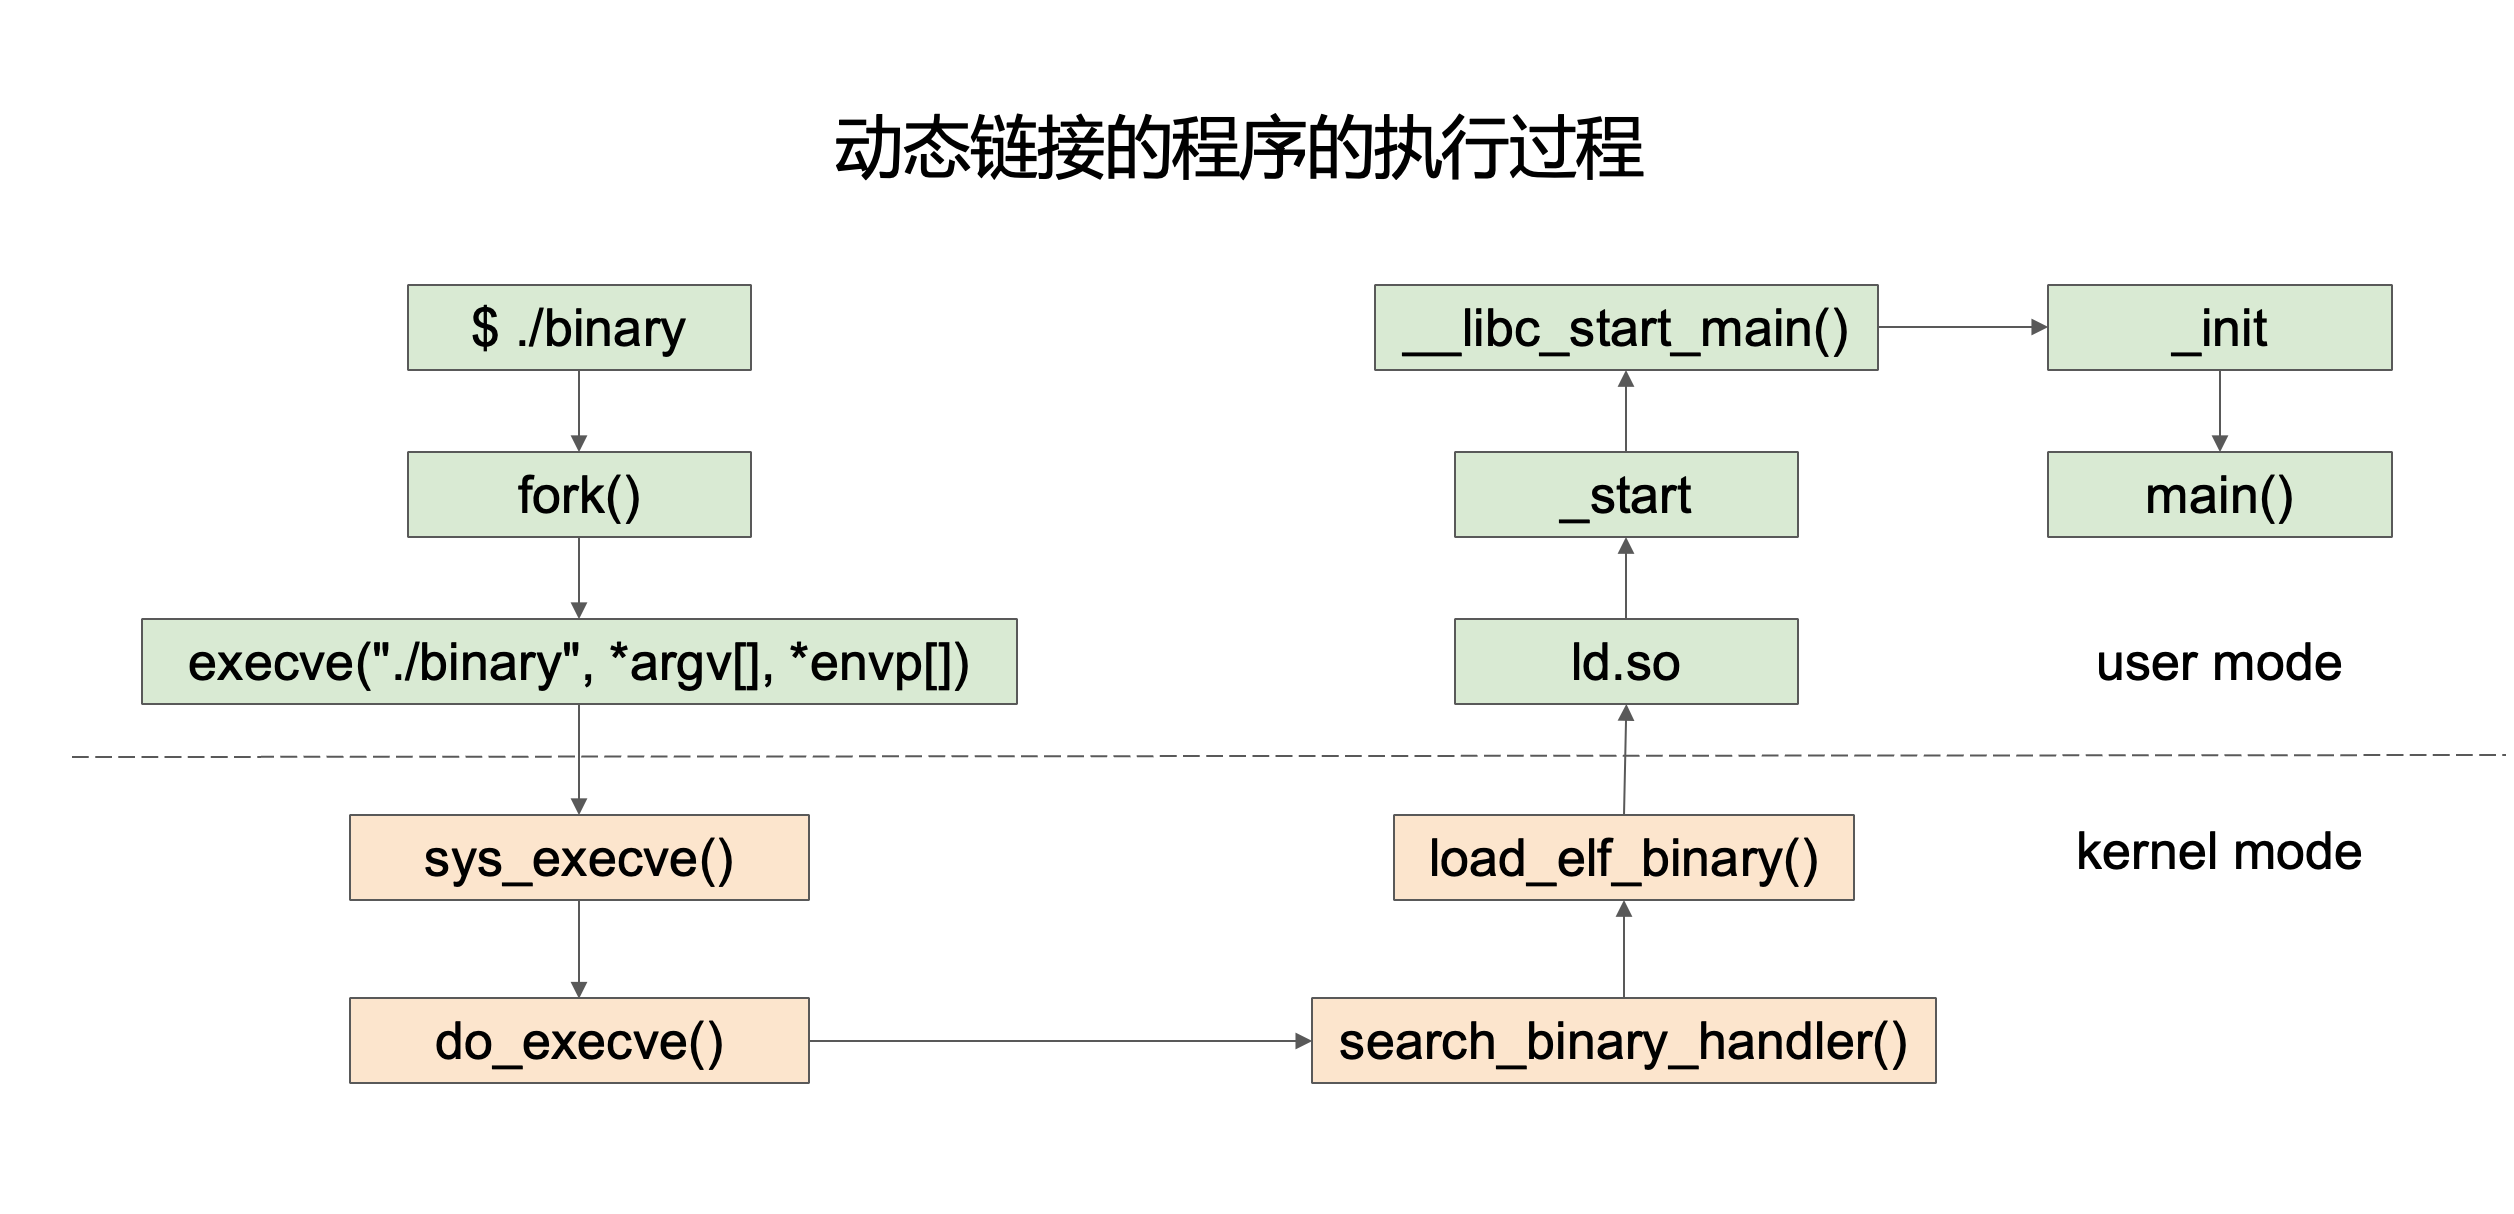 动态链接的程序的执行过程
$ ./binary
fork()
execve("./binary", *argv[], *envp[])
sys_execve()
do_execve()
search_binary_handler()
load_elf_binary()
ld.so
_start
__libc_start_main()
_init
main()
user mode
kernel mode